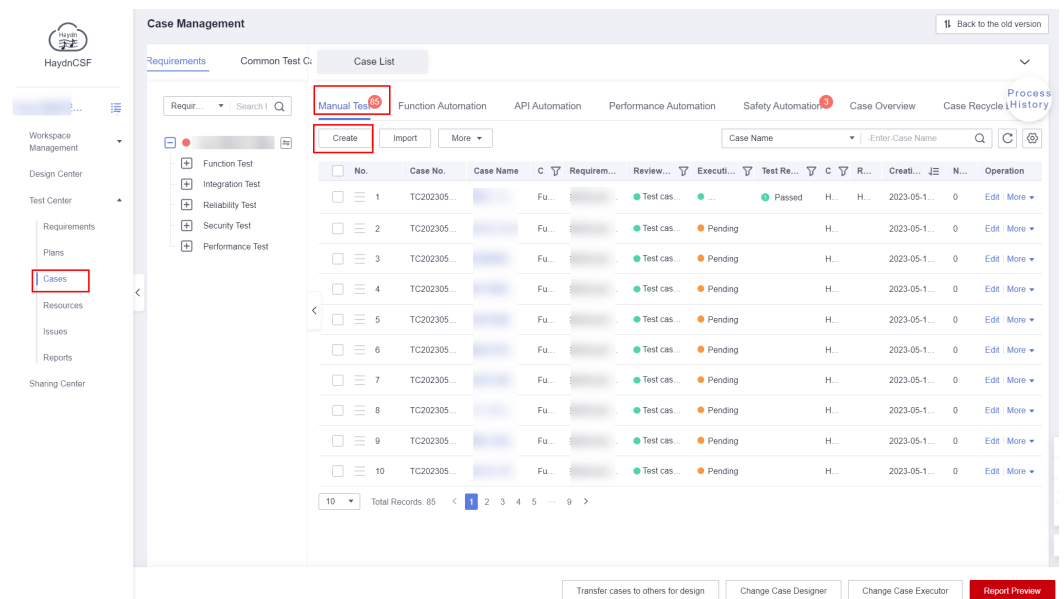 Case Management
Back to the old version
Haydn
HaydnCSF
Requirements
Common Test Ca
Case List
Process
History
Requir...
Search I
Manual Test
85
Function Automation
API Automation
Performance Automation
Safety Automation
3
Case Overview
Case Recycle
Workspace
Management
Design Center
Test Center
Requirements
Plans
Cases
Resources
Issues
Reports
Sharing Center
Function Test
Integration Test
Reliability Test
Security Test
Performance Test
Create
Import
More
Case Name
-Enter-Case Name
No. Case No. Case Name C Requirem... Review... Executi... Test Re... C R... Creati... N... Operation
1 TC202305... Fu... Test cas... ... Passed H... H... 2023-05-1... 0 Edit More
2 TC202305... Fu... Test cas... Pending H... 2023-05-1... 0 Edit More
3 TC202305... Fu... Test cas... Pending H... 2023-05-1... 0 Edit More
4 TC202305... Fu... Test cas... Pending H... 2023-05-1... 0 Edit More
5 TC202305... Fu... Test cas... Pending H... 2023-05-1... 0 Edit More
6 TC202305... Fu... Test cas... Pending H... 2023-05-1... 0 Edit More
7 TC202305... Fu... Test cas... Pending H... 2023-05-1... 0 Edit More
8 TC202305... Fu... Test cas... Pending H... 2023-05-1... 0 Edit More
9 TC202305... Fu... Test cas... Pending H... 2023-05-1... 0 Edit More
10 TC202305... Fu... Test cas... Pending H... 2023-05-1... 0 Edit More
10 Total Records: 85 < 1 2 3 4 5 ... 9 >
Transfer cases to others for design
Change Case Designer
Change Case Executor
Report Preview